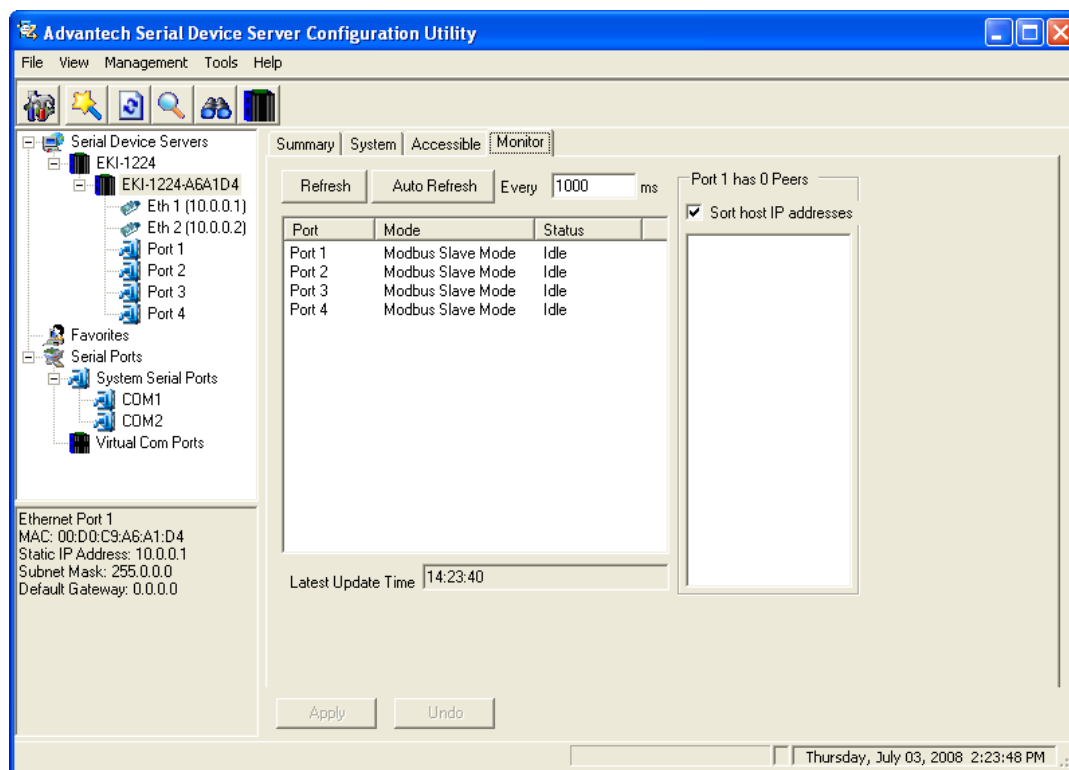 Advantech Serial Device Server Configuration Utility
File View Management Tools Help
Serial Device Servers
EKI-1224
EKI-1224-A6A1D4
Eth 1 (10.0.0.1)
Eth 2 (10.0.0.2)
Port 1
Port 2
Port 3
Port 4
Favorites
Serial Ports
System Serial Ports
COM1
COM2
Virtual Com Ports
Ethernet Port 1
MAC: 00:D0:C9:A6:A1:D4
Static IP Address: 10.0.0.1
Subnet Mask: 255.0.0.0
Default Gateway: 0.0.0.0
Summary System Accessible Monitor
Refresh Auto Refresh Every 1000 ms
Port Mode Status
Port 1 Modbus Slave Mode Idle
Port 2 Modbus Slave Mode Idle
Port 3 Modbus Slave Mode Idle
Port 4 Modbus Slave Mode Idle
Latest Update Time 14:23:40
Port 1 has 0 Peers
Sort host IP addresses
Apply Undo
Thursday, July 03, 2008 2:23:48 PM